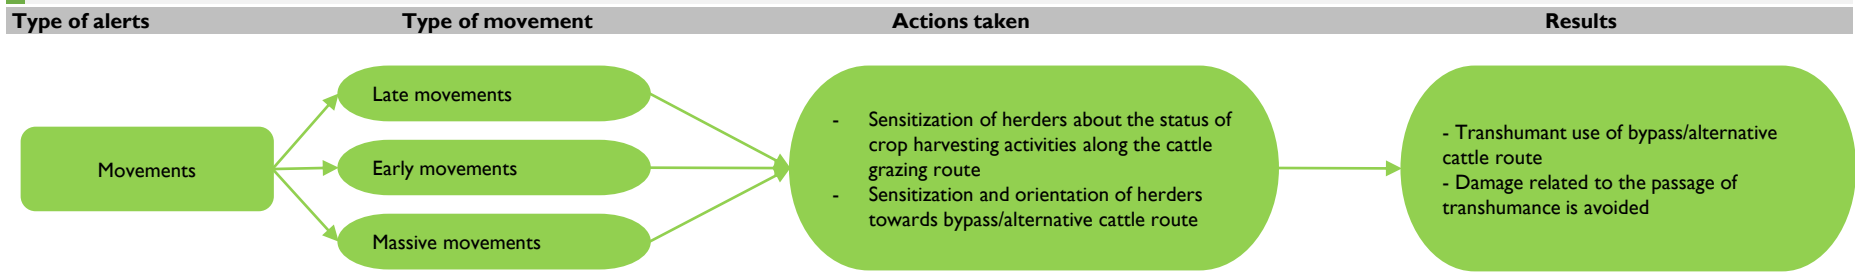 Type of alerts Type of movement Actions taken Results
Movements
Late movements
Early movements
Massive movements
- Sensitization of herders about the status of
crop harvesting activities along the cattle
grazing route
- Sensitization and orientation of herders
towards bypass/alternative cattle route
- Transhumant use of bypass/alternative
cattle route
- Damage related to the passage of
transhumance is avoided